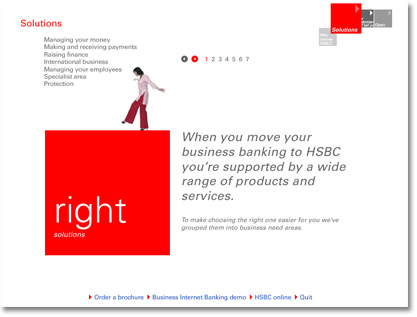 Solutions
Managing your money
Making and receiving payments
Raising finance
International business
Managing your employees
Specialist area
Protection
1 2 3 4 5 6 7
Solutions
When you move your
business banking to HSBC
you're supported by a wide
range of products and
services.
right
solutions
To make choosing the right one easier for you we've
grouped them into business need areas.
Order a brochure Business Internet Banking demo HSBC online Quit